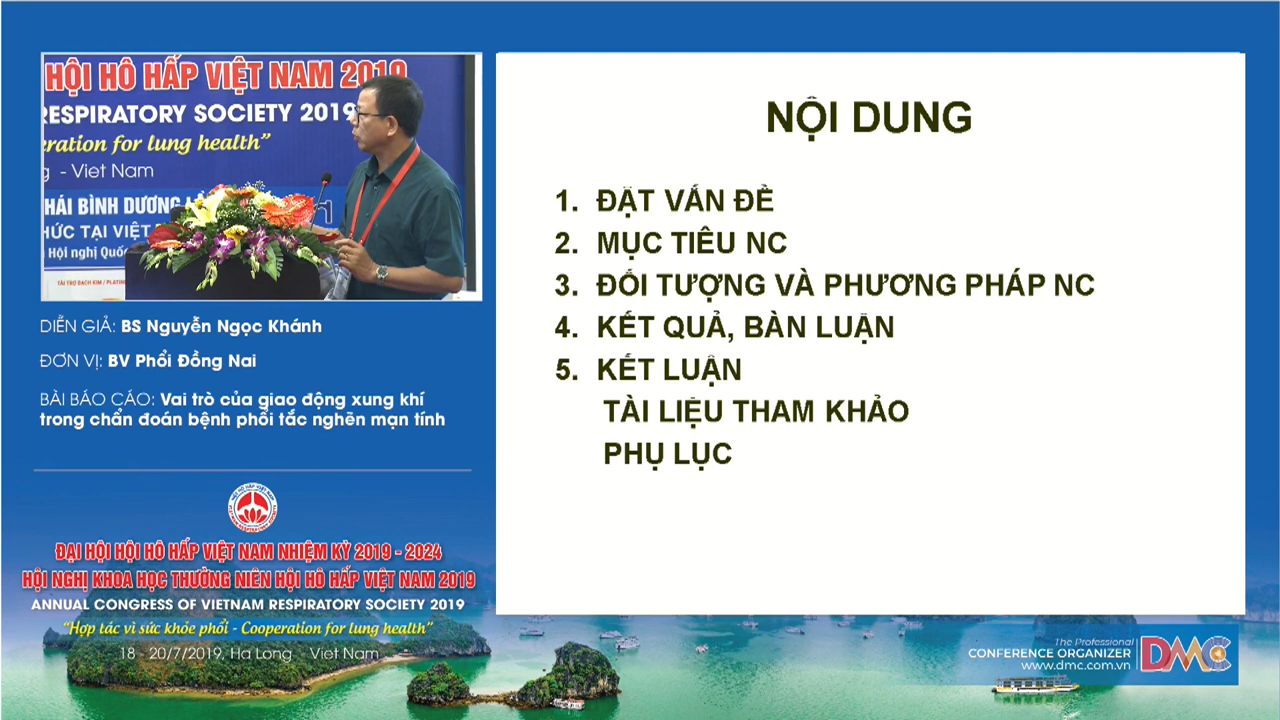 HỘI HÔ HẤP VIỆT NAM 2019
RESPIRATORY SOCIETY 2019
for lung health”
- Viet Nam
BÌNH DƯƠNG
TẠI VIỆT
Hội nghị Quốc
TÀI TRỢ BẠCH KIM /
DIỄN GIẢ: BS Nguyễn Ngọc Khánh
ĐƠN VỊ: BV Phổi Đồng Nai
BÀI BÁO CÁO: Vai trò của giao động xung khí
trong chẩn đoán bệnh phổi tắc nghẽn mạn tính
ĐẠI HỘI HỘI HÔ HẤP VIỆT NAM NHIỆM KỲ 2019 - 2024
HỘI NGHỊ KHOA HỌC THƯỜNG NIÊN HỘI HÔ HẤP VIỆT NAM 2019
ANNUAL CONGRESS OF VIETNAM RESPIRATORY SOCIETY 2019
“Hợp tác vì sức khỏe phổi - Cooperation for lung health”
18 - 20/7/2019, Ha Long - Viet Nam
NỘI DUNG
1. ĐẶT VẤN ĐỀ
2. MỤC TIÊU NC
3. ĐỐI TƯỢNG VÀ PHƯƠNG PHÁP NC
4. KẾT QUẢ, BÀN LUẬN
5. KẾT LUẬN
TÀI LIỆU THAM KHẢO
PHỤ LỤC
The Professional
CONFERENCE ORGANIZER
www.dmc.com.vn
DMC